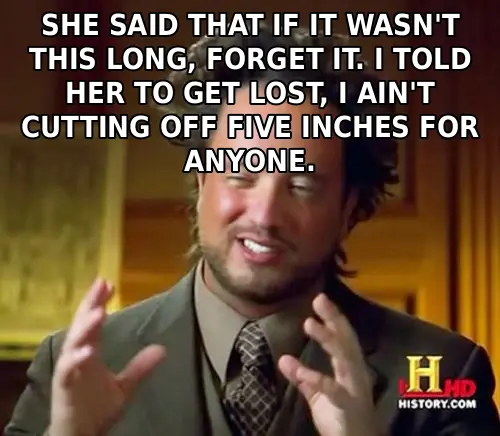 SHE SAID THAT IF IT WASN'T
THIS LONG, FORGET IT. I TOLD
HER TO GET LOST, I AIN'T
CUTTING OFF FIVE INCHES FOR
ANYONE.
H HD
HISTORY.COM